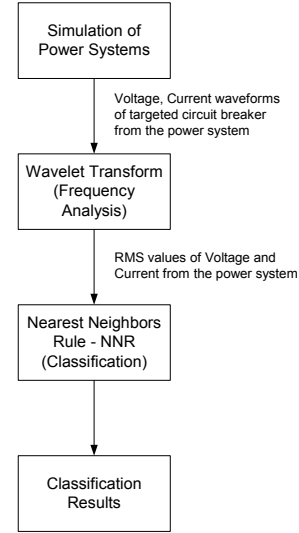 Simulation of
Power Systems
Voltage, Current waveforms
of targeted circuit breaker
from the power system
Wavelet Transform
(Frequency
Analysis)
RMS values of Voltage and
Current from the power system
Nearest Neighbors
Rule - NNR
(Classification)
Classification
Results